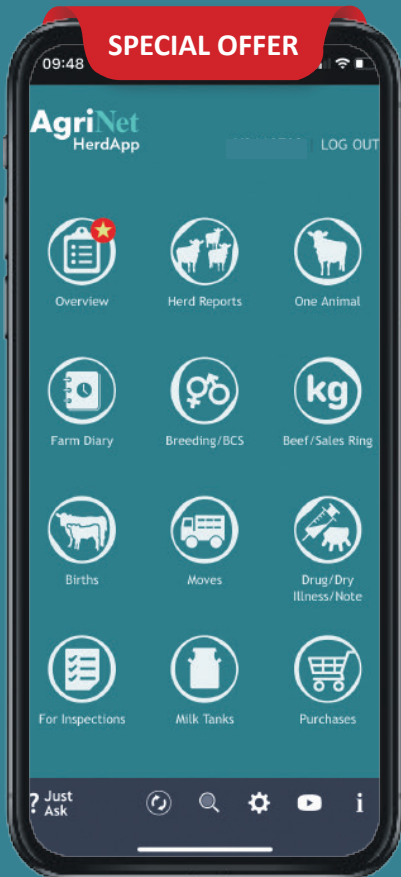 SPECIAL OFFER
09:48
AgriNet
HerdApp
LOG OUT
Overview
Herd Reports
One Animal
Farm Diary
Breeding/BCS
kg
Beef/Sales Ring
Births
Moves
Drug/Dry
Illness/Note
For Inspections
Milk Tanks
Purchases
? Just
Ask
i